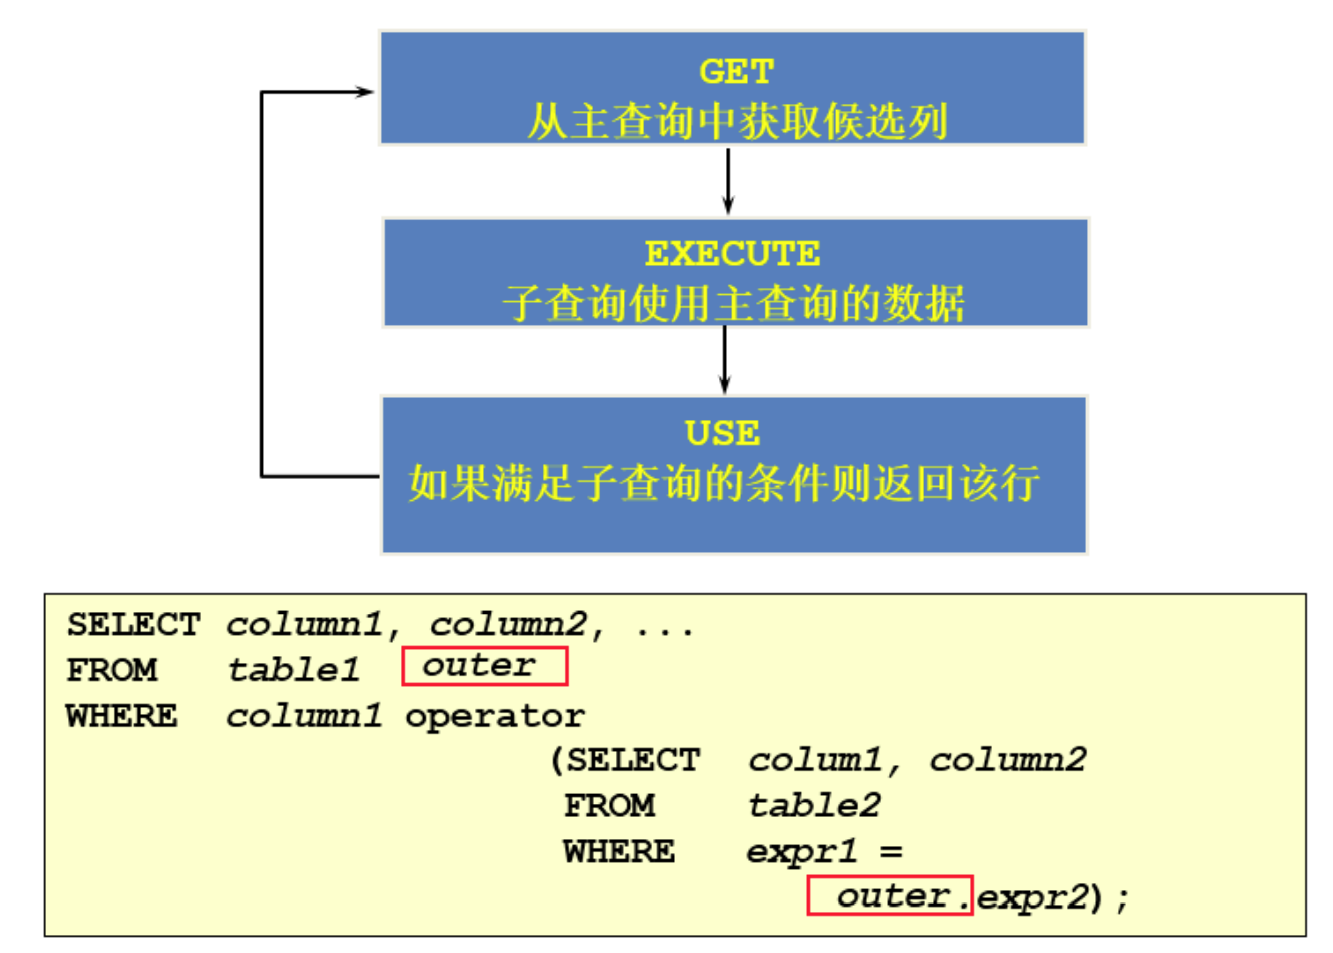 GET
从主查询中获取候选列
EXECUTE
子查询使用主查询的数据
USE
如果满足子查询的条件则返回该行
SELECT column1, column2, ...
FROM table1 outer
WHERE column1 operator
(SELECT colum1, column2
FROM table2
WHERE expr1 =
outer.expr2);